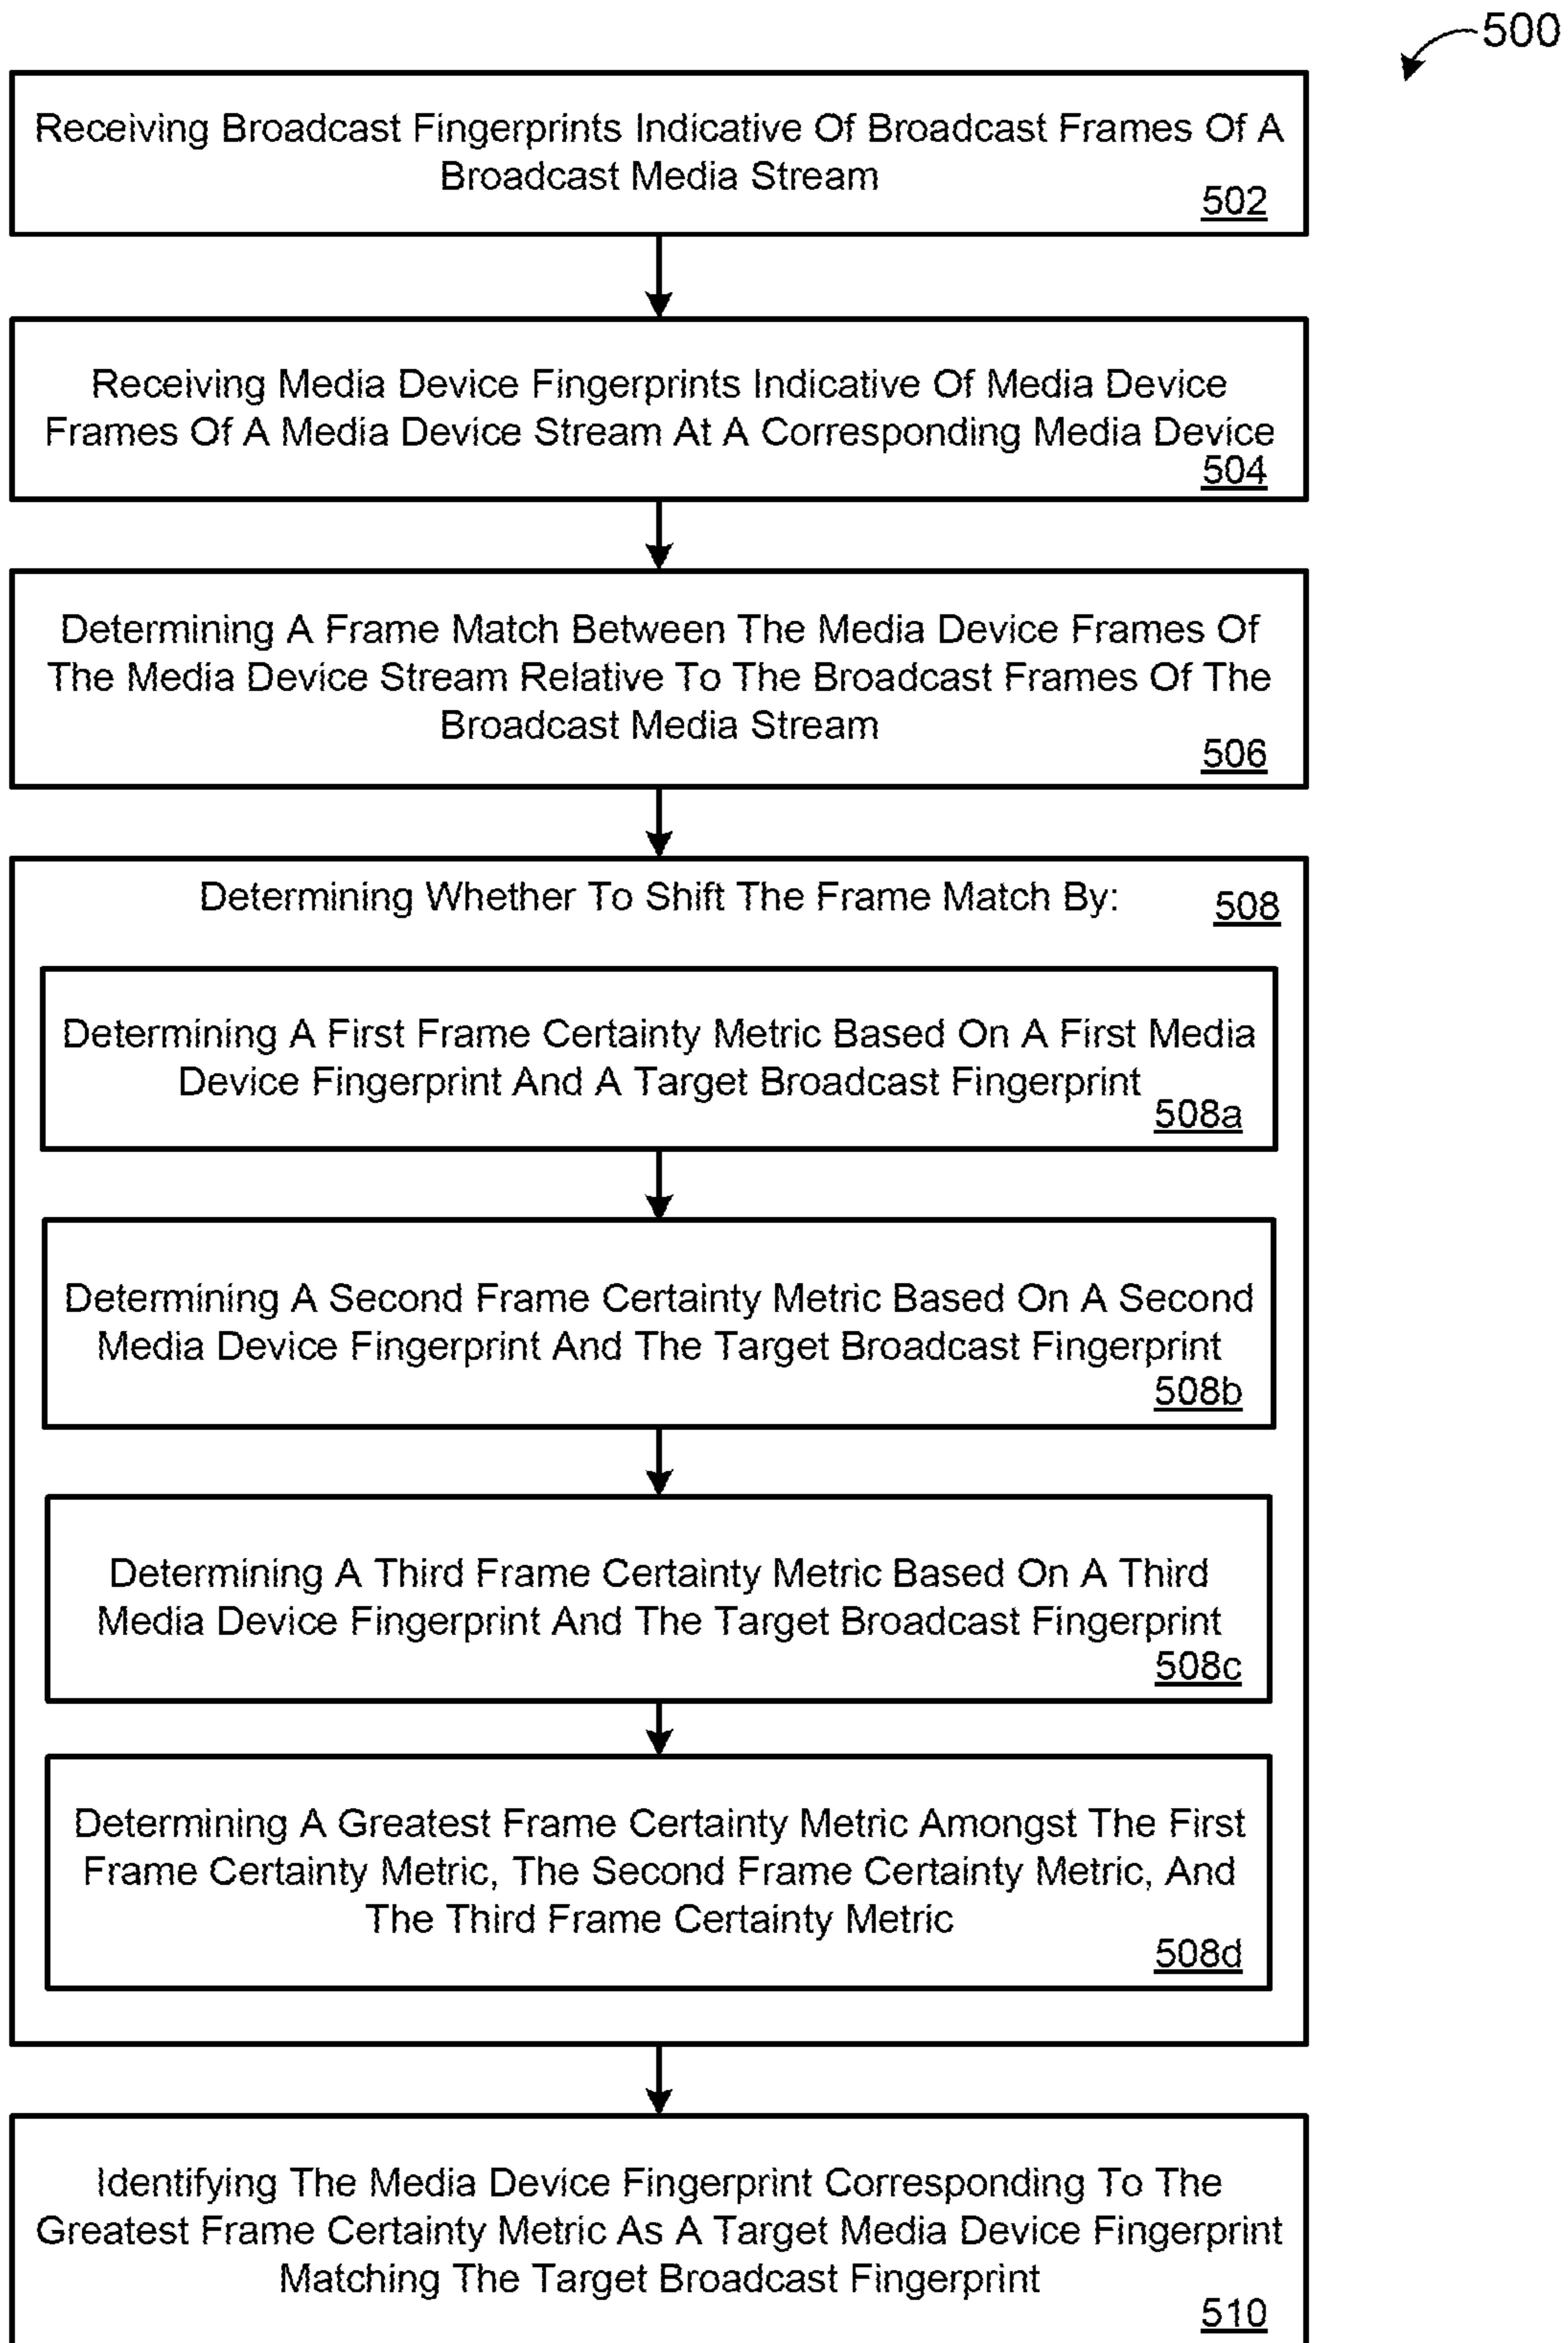 500
Receiving Broadcast Fingerprints Indicative Of Broadcast Frames Of A
Broadcast Media Stream
502
Receiving Media Device Fingerprints Indicative Of Media Device
Frames Of A Media Device Stream At A Corresponding Media Device
504
Determining A Frame Match Between The Media Device Frames Of
The Media Device Stream Relative To The Broadcast Frames Of The
Broadcast Media Stream
506
Determining Whether To Shift The Frame Match By:
508
Determining A First Frame Certainty Metric Based On A First Media
Device Fingerprint And A Target Broadcast Fingerprint
508a
Determining A Second Frame Certainty Metric Based On A Second
Media Device Fingerprint And The Target Broadcast Fingerprint
508b
Determining A Third Frame Certainty Metric Based On A Third
Media Device Fingerprint And The Target Broadcast Fingerprint
508c
Determining A Greatest Frame Certainty Metric Amongst The First
Frame Certainty Metric, The Second Frame Certainty Metric, And
The Third Frame Certainty Metric
508d
Identifying The Media Device Fingerprint Corresponding To The
Greatest Frame Certainty Metric As A Target Media Device Fingerprint
Matching The Target Broadcast Fingerprint
510